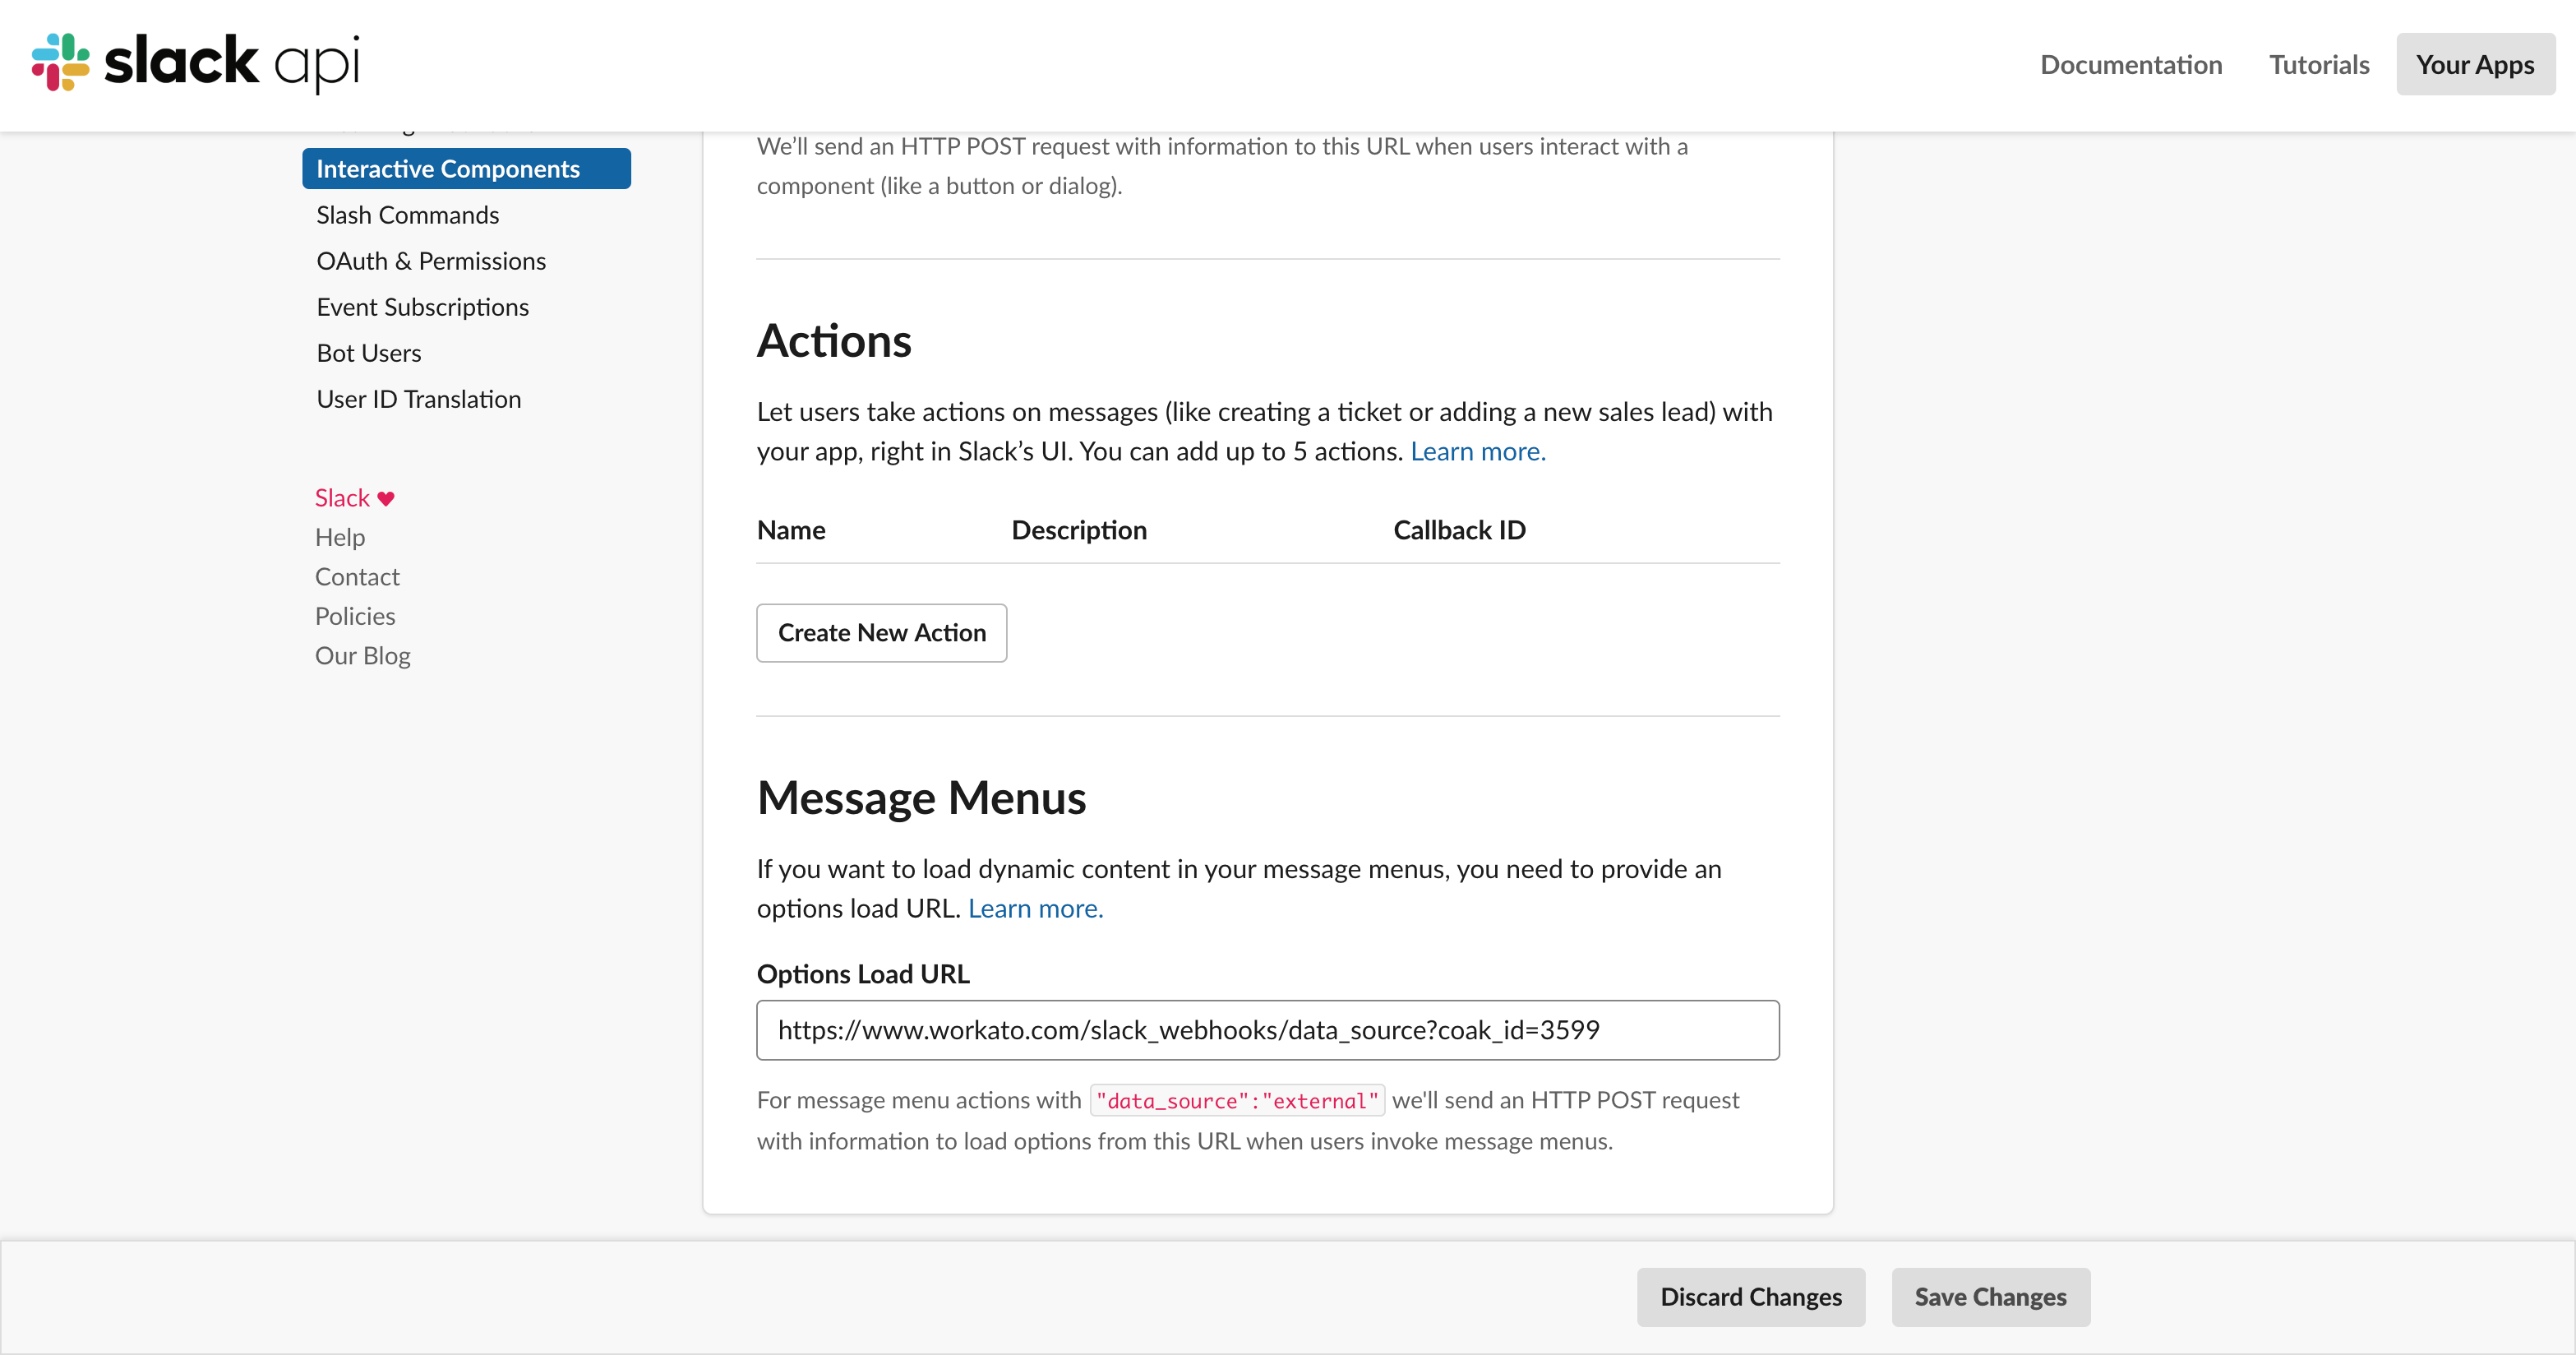 slack api
Documentation
Tutorials
Your Apps
Interactive Components
Slash Commands
OAuth & Permissions
Event Subscriptions
Bot Users
User ID Translation
Slack ♥
Help
Contact
Policies
Our Blog
We’ll send an HTTP POST request with information to this URL when users interact with a
component (like a button or dialog).
Actions
Let users take actions on messages (like creating a ticket or adding a new sales lead) with
your app, right in Slack’s UI. You can add up to 5 actions. Learn more.
Name Description Callback ID
Create New Action
Message Menus
If you want to load dynamic content in your message menus, you need to provide an
options load URL. Learn more.
Options Load URL
https://www.workato.com/slack_webhooks/data_source?coak_id=3599
For message menu actions with "data_source":"external" we'll send an HTTP POST request
with information to load options from this URL when users invoke message menus.
Discard Changes
Save Changes